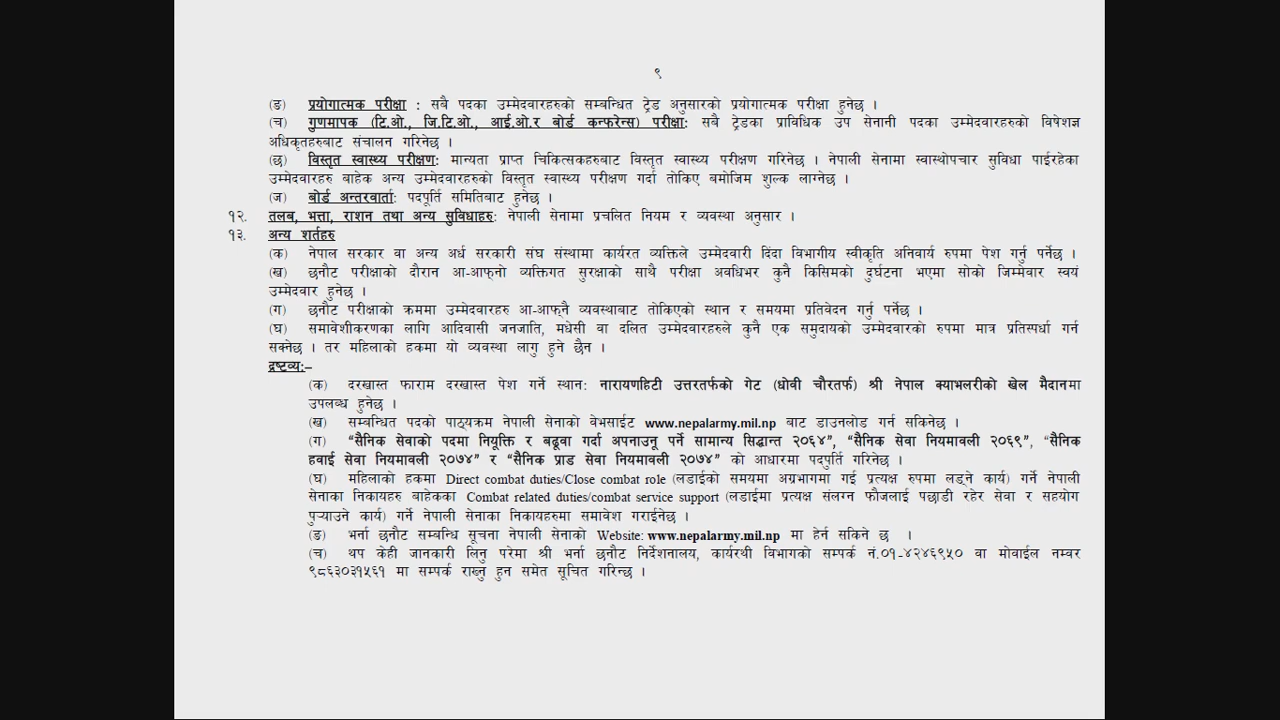 ९
(ङ) प्रयोगात्मक परीक्षा : सबै पदका उम्मेदवारहरुको सम्बन्धित ट्रेड अनुसारको प्रयोगात्मक परीक्षा हुनेछ ।
(च) गुणमापक (टि.ओ., जि.टि.ओ., आई.ओ.र बोर्ड कन्फरेन्स) परीक्षा: सबै ट्रेडका प्राविधिक उप सेनानी पदका उम्मेदवारहरुको विषेशज्ञ
अधिकृतहरुबाट संचालन गरिनेछ ।
(छ) विस्तृत स्वास्थ्य परीक्षण: मान्यता प्राप्त चिकित्सकहरुबाट विस्तृत स्वास्थ्य परीक्षण गरिनेछ । नेपाली सेनामा स्वास्थोपचार सुविधा पाईरहेका
उम्मेदवारहरु बाहेक अन्य उम्मेदवारहरुको विस्तृत स्वास्थ्य परीक्षण गर्दा तोकिए बमोजिम शुल्क लाग्नेछ ।
(ज) बोर्ड अन्तरवार्ता: पदपूर्ति समितिबाट हुनेछ ।
१२. तलब, भत्ता, राशन तथा अन्य सुविधाहरु: नेपाली सेनामा प्रचलित नियम र व्यवस्था अनुसार ।
१३. अन्य शर्तहरु
(क) नेपाल सरकार वा अन्य अर्ध सरकारी संघ संस्थामा कार्यरत व्यक्तिले उम्मेदवारी दिंदा विभागीय स्वीकृति अनिवार्य रुपमा पेश गर्नु पर्नेछ ।
(ख) छनौट परीक्षाको दौरान आ-आफ्नो व्यक्तिगत सुरक्षाको साथै परीक्षा अवधिभर कुनै किसिमको दुर्घटना भएमा सोको जिम्मेवार स्वयं
उम्मेदवार हुनेछ ।
(ग) छनौट परीक्षाको क्रममा उम्मेदवारहरु आ-आफ्नै व्यवस्थाबाट तोकिएको स्थान र समयमा प्रतिवेदन गर्नु पर्नेछ ।
(घ) समावेशीकरणका लागि आदिवासी जनजाति, मधेसी वा दलित उम्मेदवारहरुले कुनै एक समुदायको उम्मेदवारको रुपमा मात्र प्रतिस्पर्धा गर्न
सक्नेछ । तर महिलाको हकमा यो व्यवस्था लागु हुने छैन ।
द्रष्टव्य:–
(क) दरखास्त फाराम दरखास्त पेश गर्ने स्थान: नारायणहिटी उत्तरतर्फको गेट (धोवी चौरतर्फ) श्री नेपाल क्याभलरीको खेल मैदानमा
उपलब्ध हुनेछ ।
(ख) सम्बन्धित पदको पाठ्यक्रम नेपाली सेनाको वेभसाईट www.nepalarmy.mil.np बाट डाउनलोड गर्न सकिनेछ ।
(ग) “सैनिक सेवाको पदमा नियूक्ति र बढूवा गर्दा अपनाउनू पर्ने सामान्य सिद्धान्त २०६४”, “सैनिक सेवा नियमावली २०६९”, “सैनिक
हवाई सेवा नियमावली २०७४” र “सैनिक प्राड सेवा नियमावली २०७४” को आधारमा पदपुर्ति गरिनेछ ।
(घ) महिलाको हकमा Direct combat duties/Close combat role (लडाईको समयमा अग्रभागमा गई प्रत्यक्ष रुपमा लड्ने कार्य) गर्ने नेपाली
सेनाका निकायहरु बाहेकका Combat related duties/combat service support (लडाईमा प्रत्यक्ष संलग्न फौजलाई पछाडी रहेर सेवा र सहयोग
पुऱ्याउने कार्य) गर्ने नेपाली सेनाका निकायहरुमा समावेश गराईनेछ ।
(ङ) भर्ना छनौट सम्बन्धि सूचना नेपाली सेनाको Website: www.nepalarmy.mil.np मा हेर्न सकिने छ ।
(च) थप केही जानकारी लिनु परेमा श्री भर्ना छनौट निर्देशनालय, कार्यरथी विभागको सम्पर्क नं.०१-४२४६९५० वा मोवाईल नम्वर
९८६३०३१५६१ मा सम्पर्क राख्नु हुन समेत सूचित गरिन्छ ।